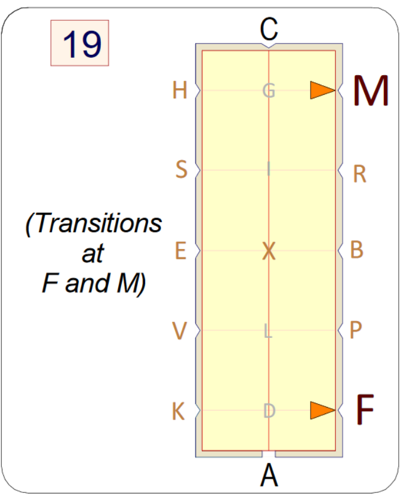 19
C
H G M
S I R
(Transitions
at
F and M)
E X B
V L P
K D F
A